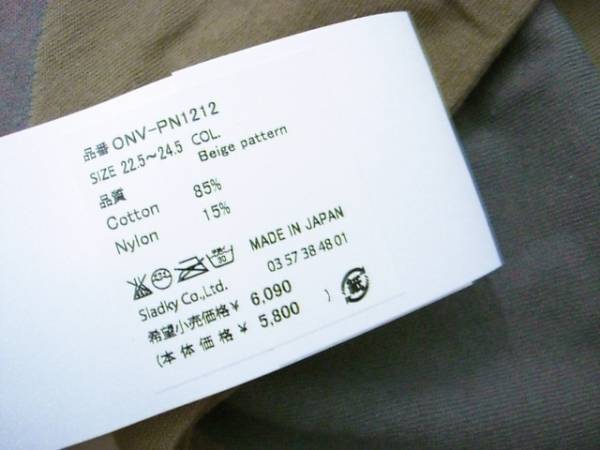 品番 ONV-PN1212
SIZE 22.5~24.5 COL.
Beige pattern
品質
Cotton 85%
Nylon 15%
MADE IN JAPAN
Sladky Co.,Ltd. 03 57 38 48 01
希望小売価格¥ 6,090
(本体価格¥ 5,800 ) 紙